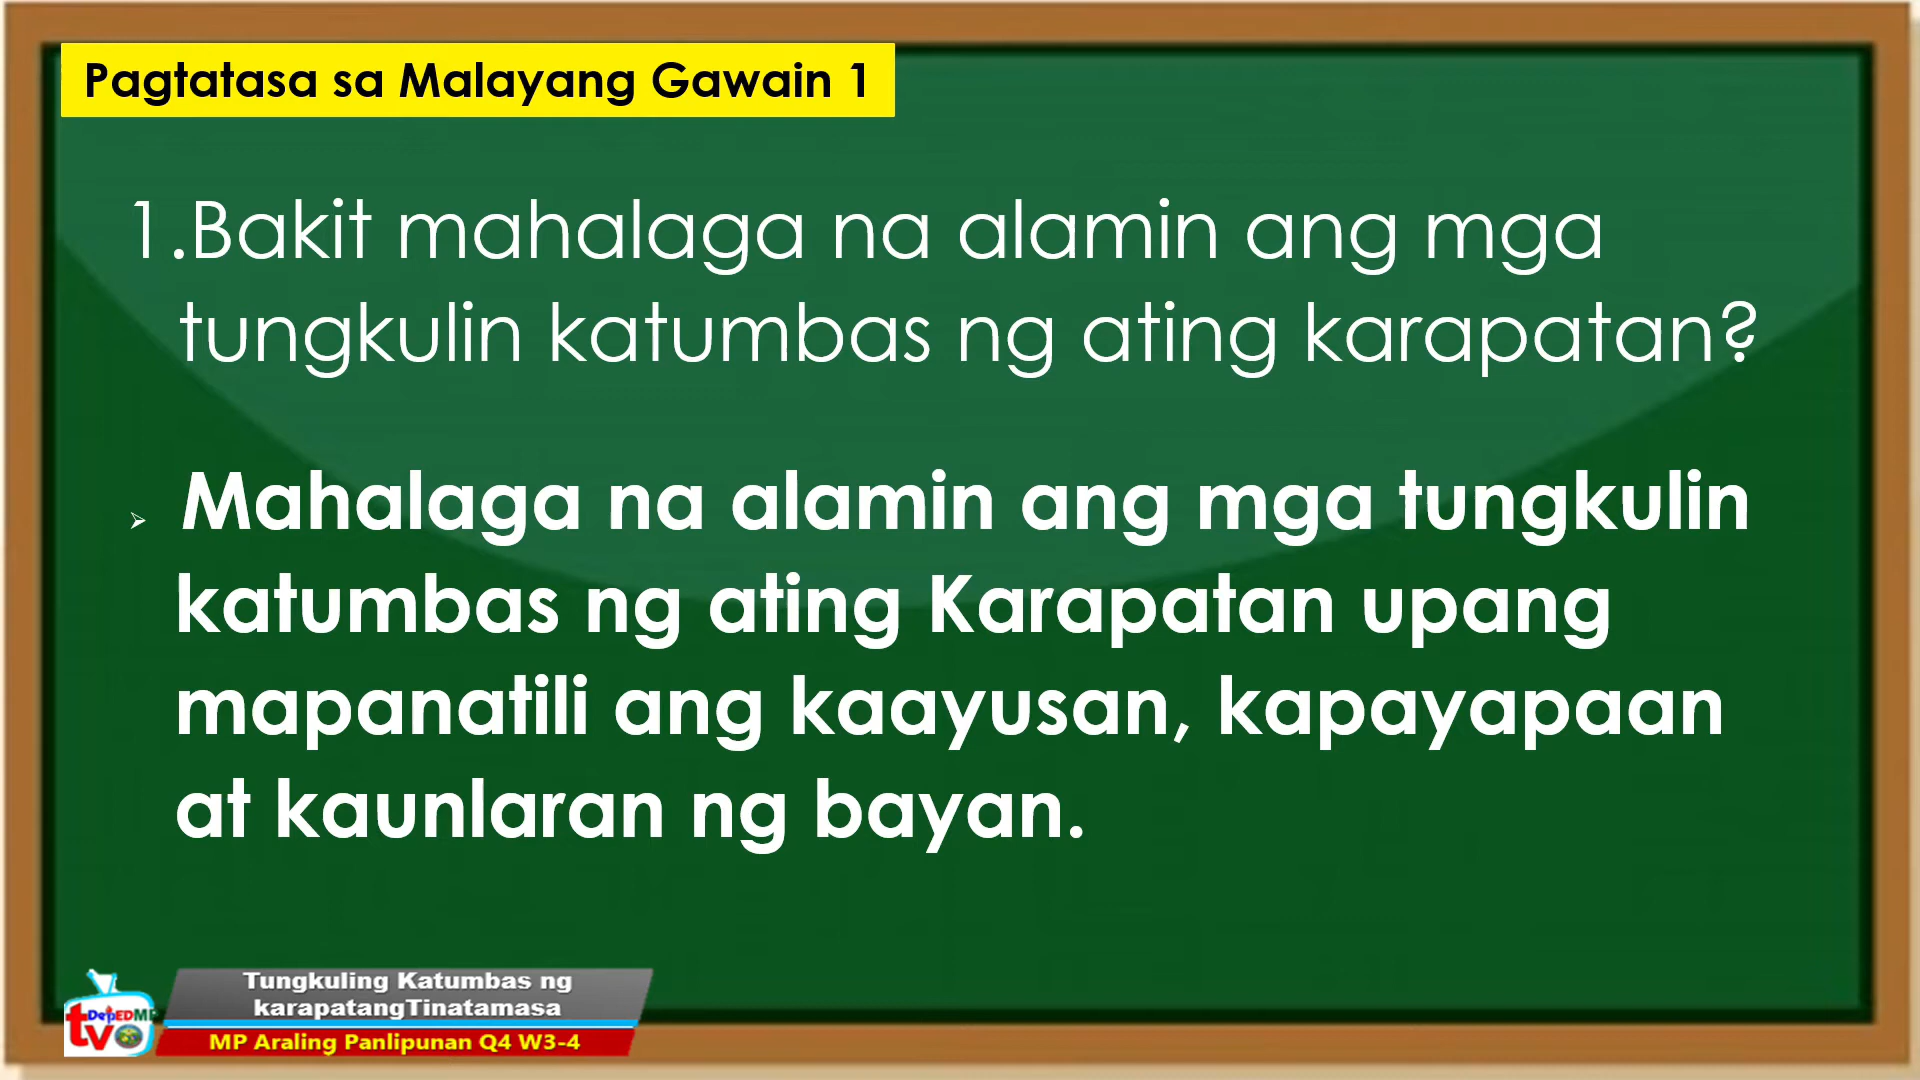 Pagtatasa sa Malayang Gawain 1
1.Bakit mahalaga na alamin ang mga
tungkulin katumbas ng ating karapatan?
➢ Mahalaga na alamin ang mga tungkulin
katumbas ng ating Karapatan upang
mapanatili ang kaayusan, kapayapaan
at kaunlaran ng bayan.
Tungkuling Katumbas ng
karapatangTinatamasa
DepEDMP
tv
MP Araling Panlipunan Q4 W3-4